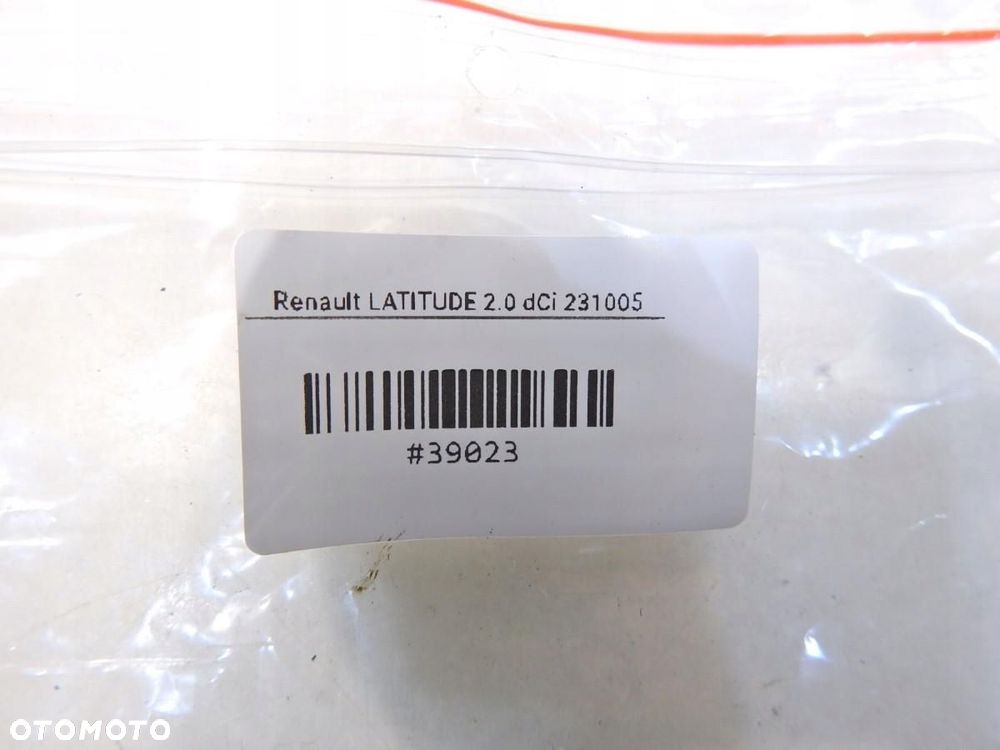 Renault LATITUDE 2.0 dCi 231005
#39023
OTOMOTO